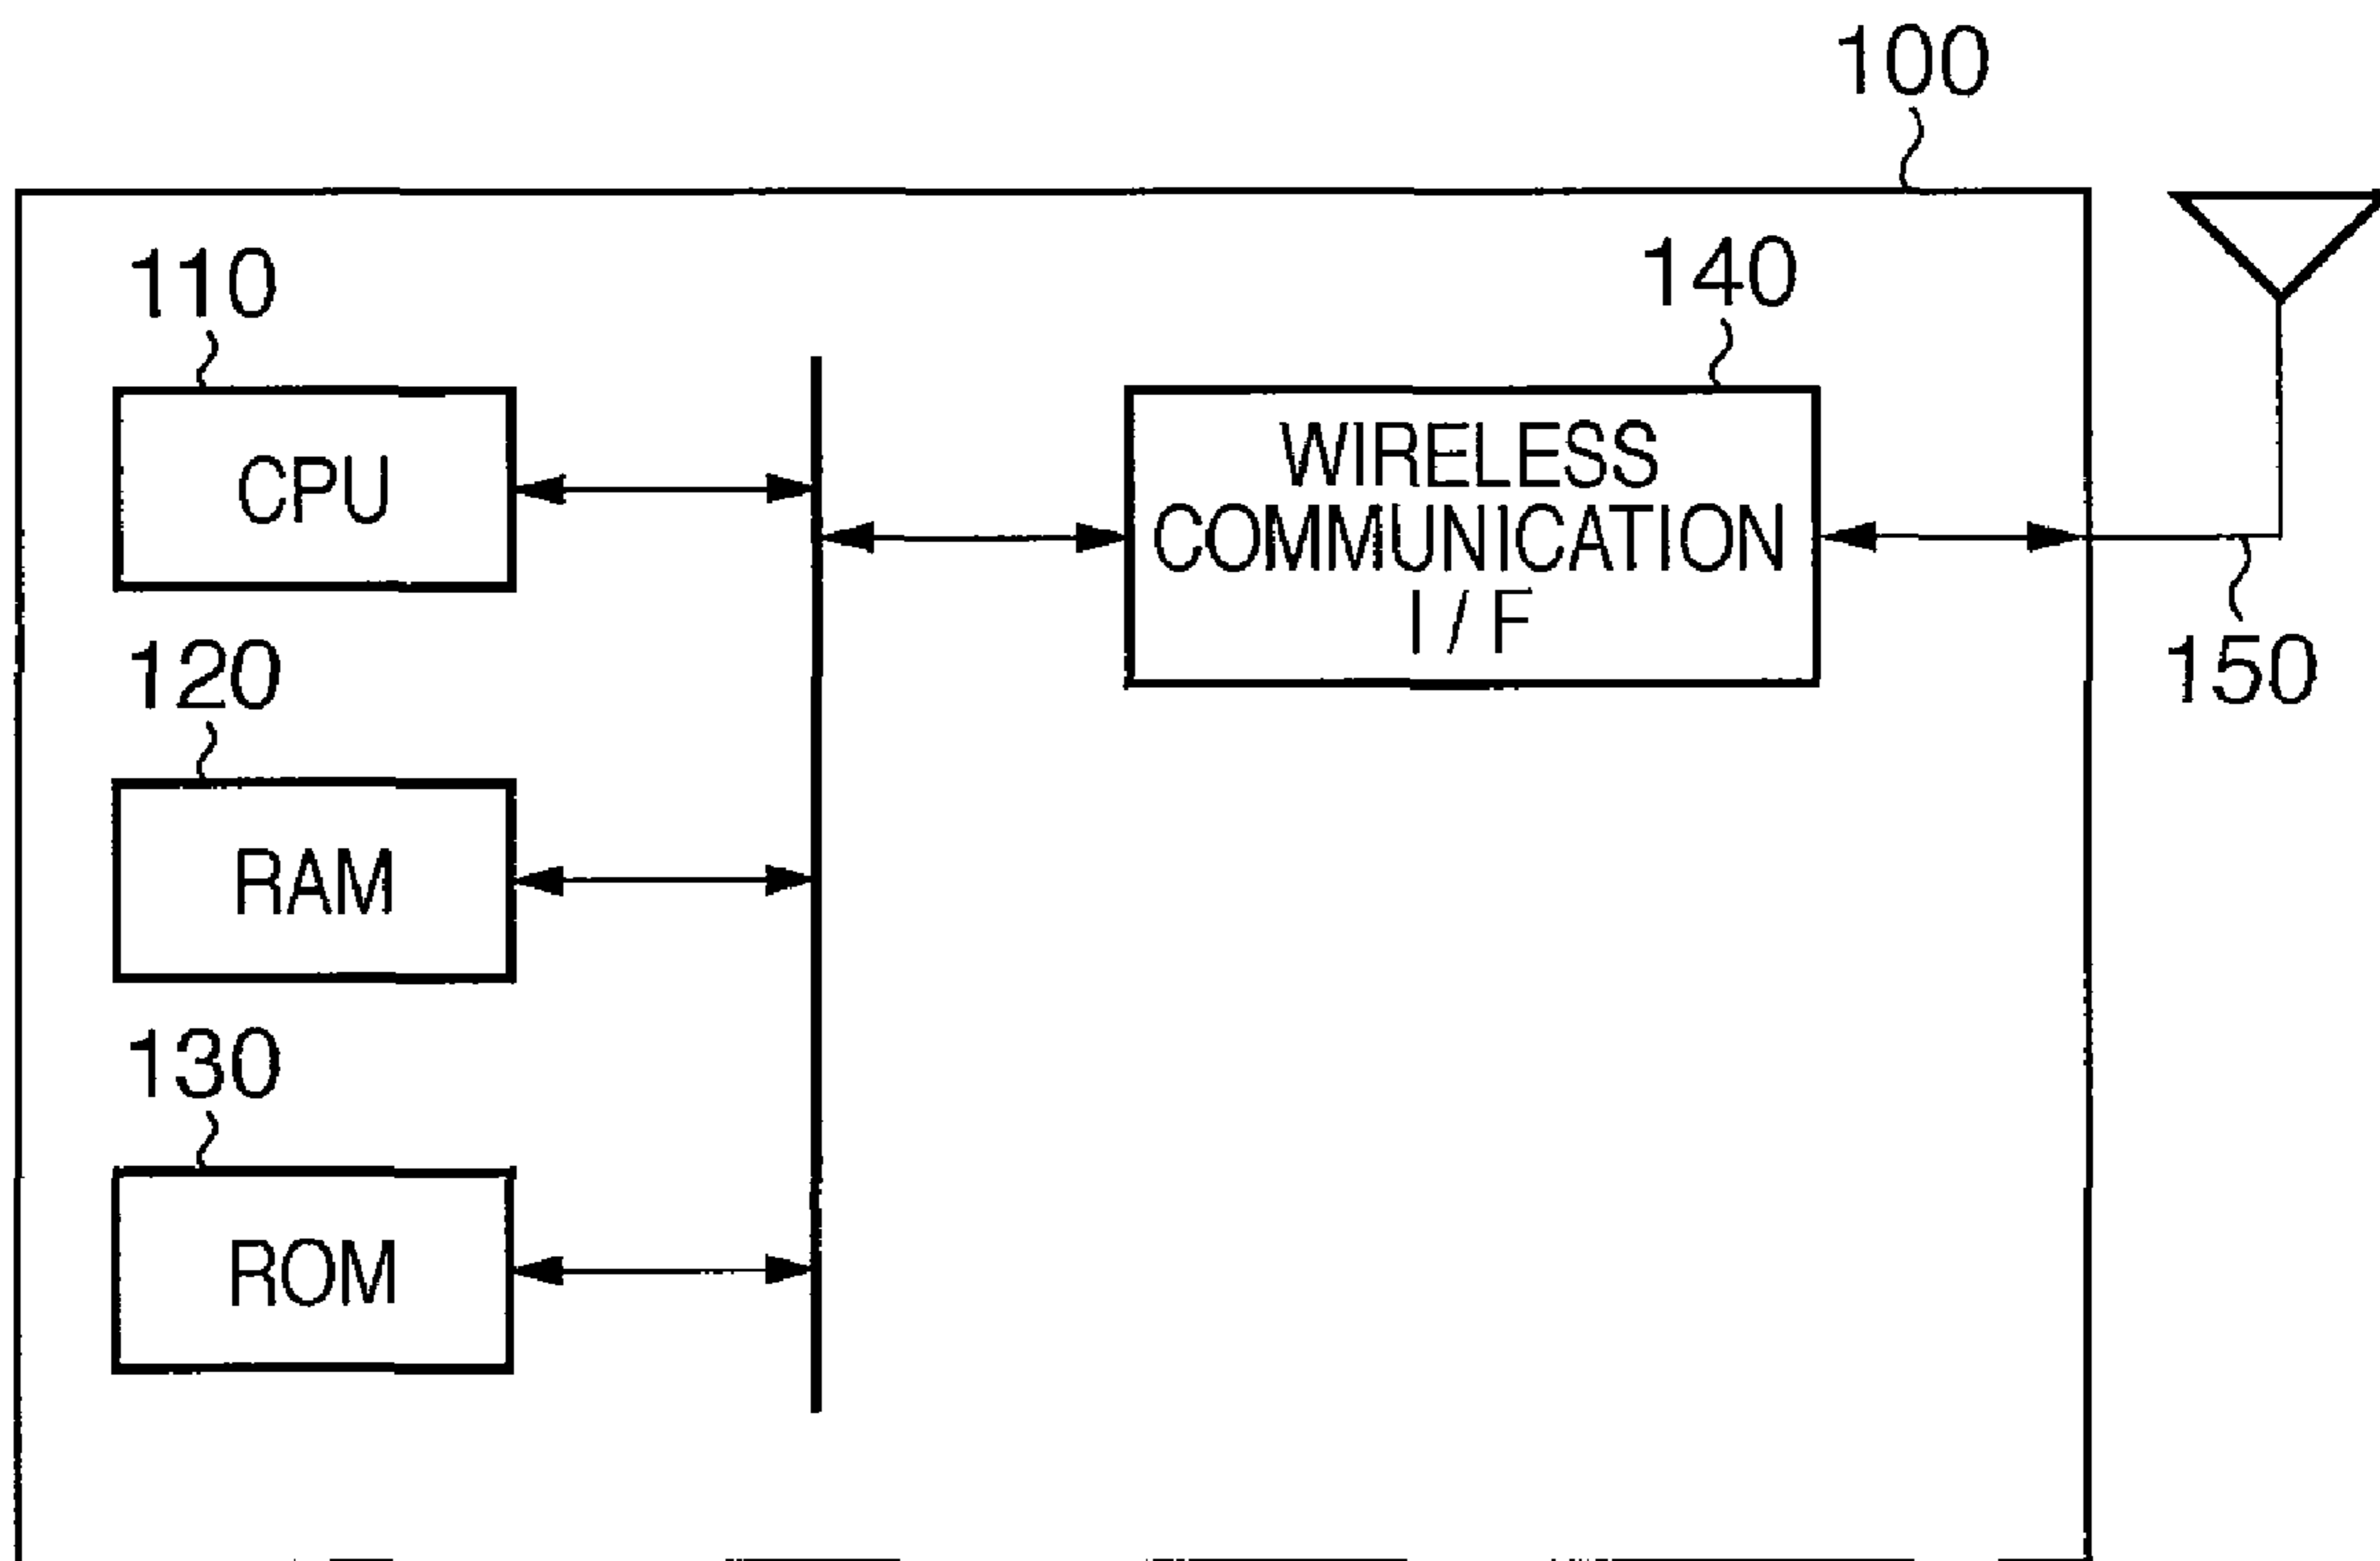 100
110
140
CPU
WIRELESS
COMMUNICATION
I / F
120
150
RAM
130
ROM